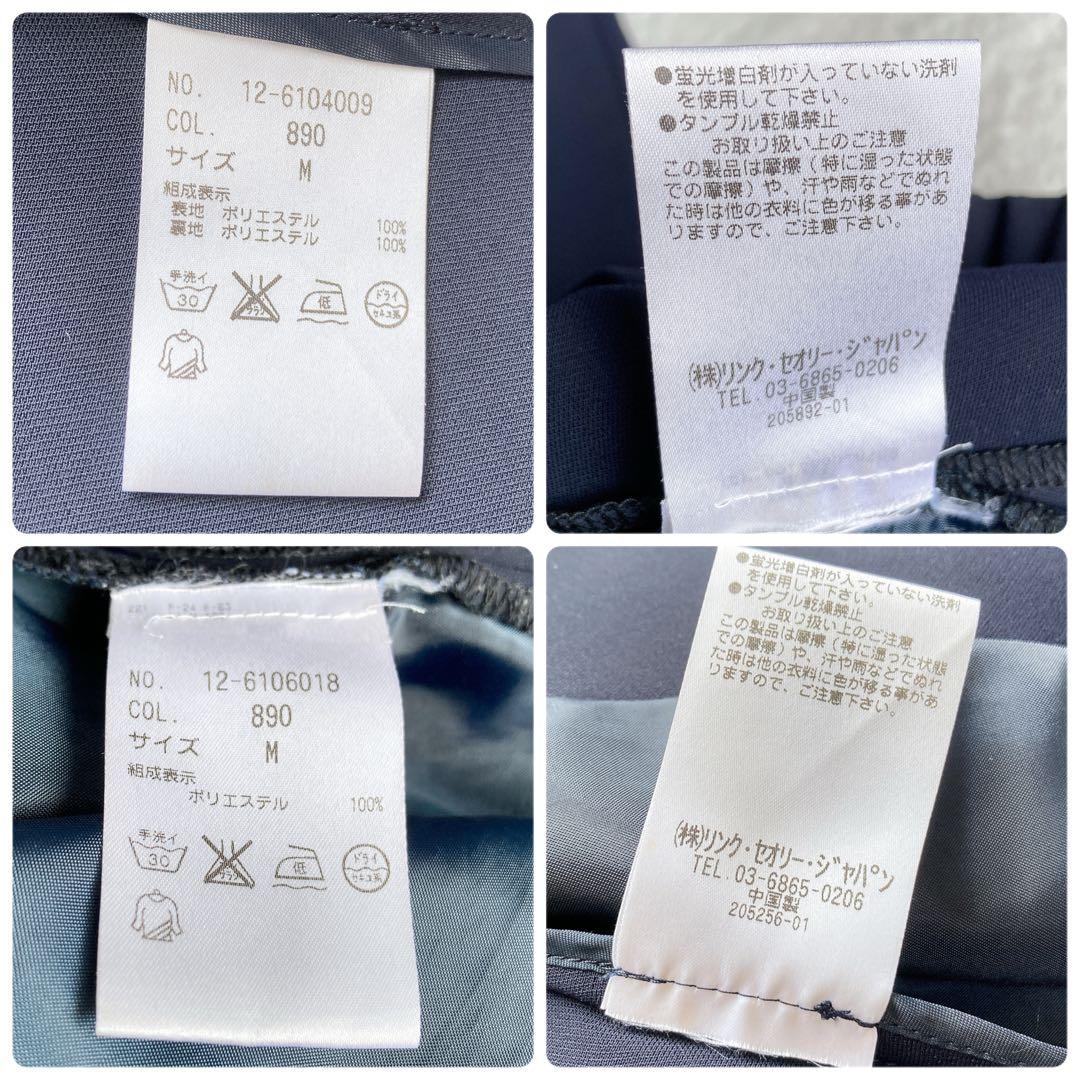 NO. 12-6104009
COL. 890
サイズ M
組成表示
表地 ポリエステル 100%
裏地 ポリエステル 100%
手洗イ
30
エンソ サラシ
低
ドライ
セキユ系
●蛍光増白剤が入っていない洗剤
を使用して下さい。
●タンブル乾燥禁止
お取り扱い上のご注意
この製品は摩擦(特に湿った状態
での摩擦)や、汗や雨などでぬれ
た時は他の衣料に色が移る事があ
りますので、ご注意下さい。
(株)リンク・セオリー・ジャパン
TEL.03-6865-0206
中国製
205892-01
NO. 12-6106018
COL. 890
サイズ M
組成表示
ポリエステル 100%
手洗イ
30
エンソ サラシ
低
ドライ
セキユ系
●蛍光増白剤が入っていない洗剤
を使用して下さい。
●タンブル乾燥禁止
お取り扱い上のご注意
この製品は摩擦(特に湿った状態
での摩擦)や、汗や雨などでぬれ
た時は他の衣料に色が移る事があ
りますので、ご注意下さい。
(株)リンク・セオリー・ジャパン
TEL.03-6865-0206
中国製
205256-01